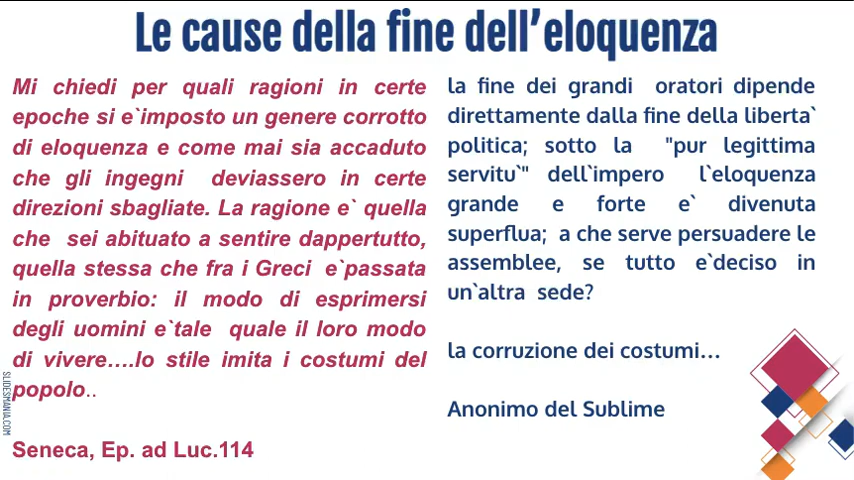 Le cause della fine dell’eloquenza
Mi chiedi per quali ragioni in certe
epoche si e`imposto un genere corrotto
di eloquenza e come mai sia accaduto
che gli ingegni deviassero in certe
direzioni sbagliate. La ragione e` quella
che sei abituato a sentire dappertutto,
quella stessa che fra i Greci e`passata
in proverbio: il modo di esprimersi
degli uomini e`tale quale il loro modo
di vivere….lo stile imita i costumi del
popolo..
Seneca, Ep. ad Luc.114
la fine dei grandi oratori dipende
direttamente dalla fine della liberta`
politica; sotto la "pur legittima
servitu`" dell`impero l`eloquenza
grande e forte e` divenuta
superflua; a che serve persuadere le
assemblee, se tutto e`deciso in
un`altra sede?
la corruzione dei costumi…
Anonimo del Sublime
SLIDESMANIA.COM